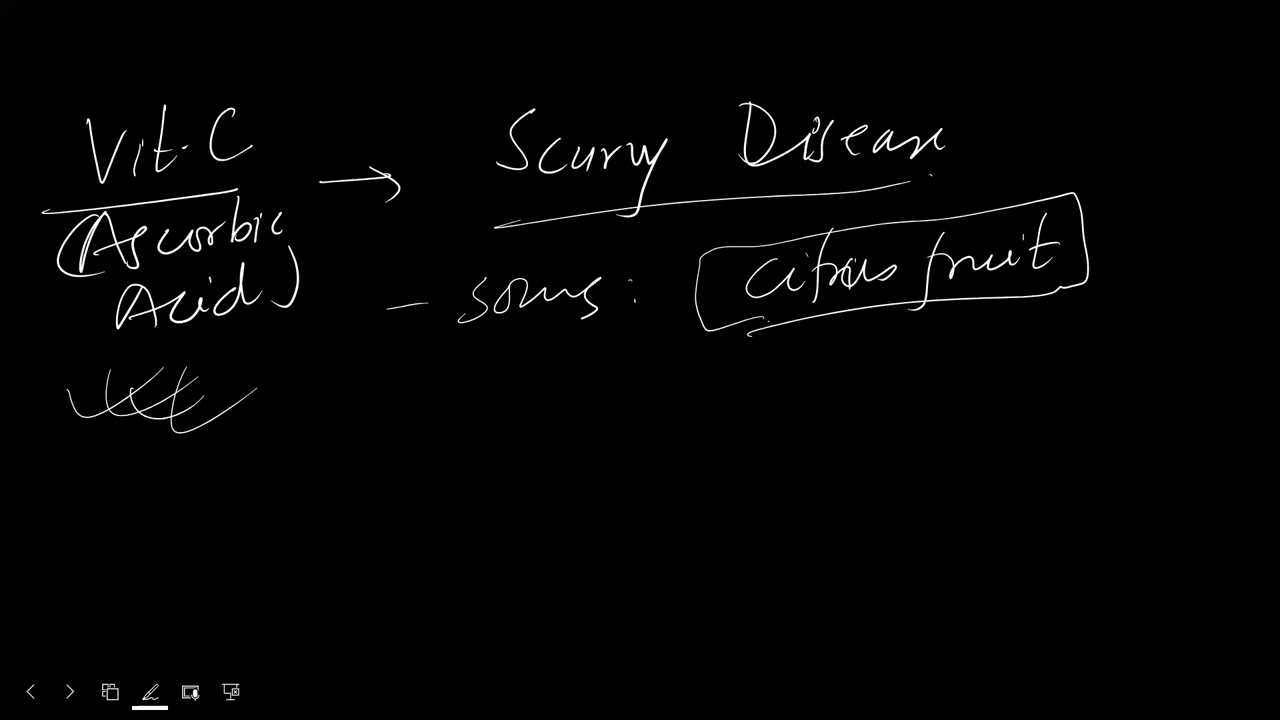 Vit. C → Scurvy Disease
(Ascorbic
Acid)
- Sours : Citrus fruit